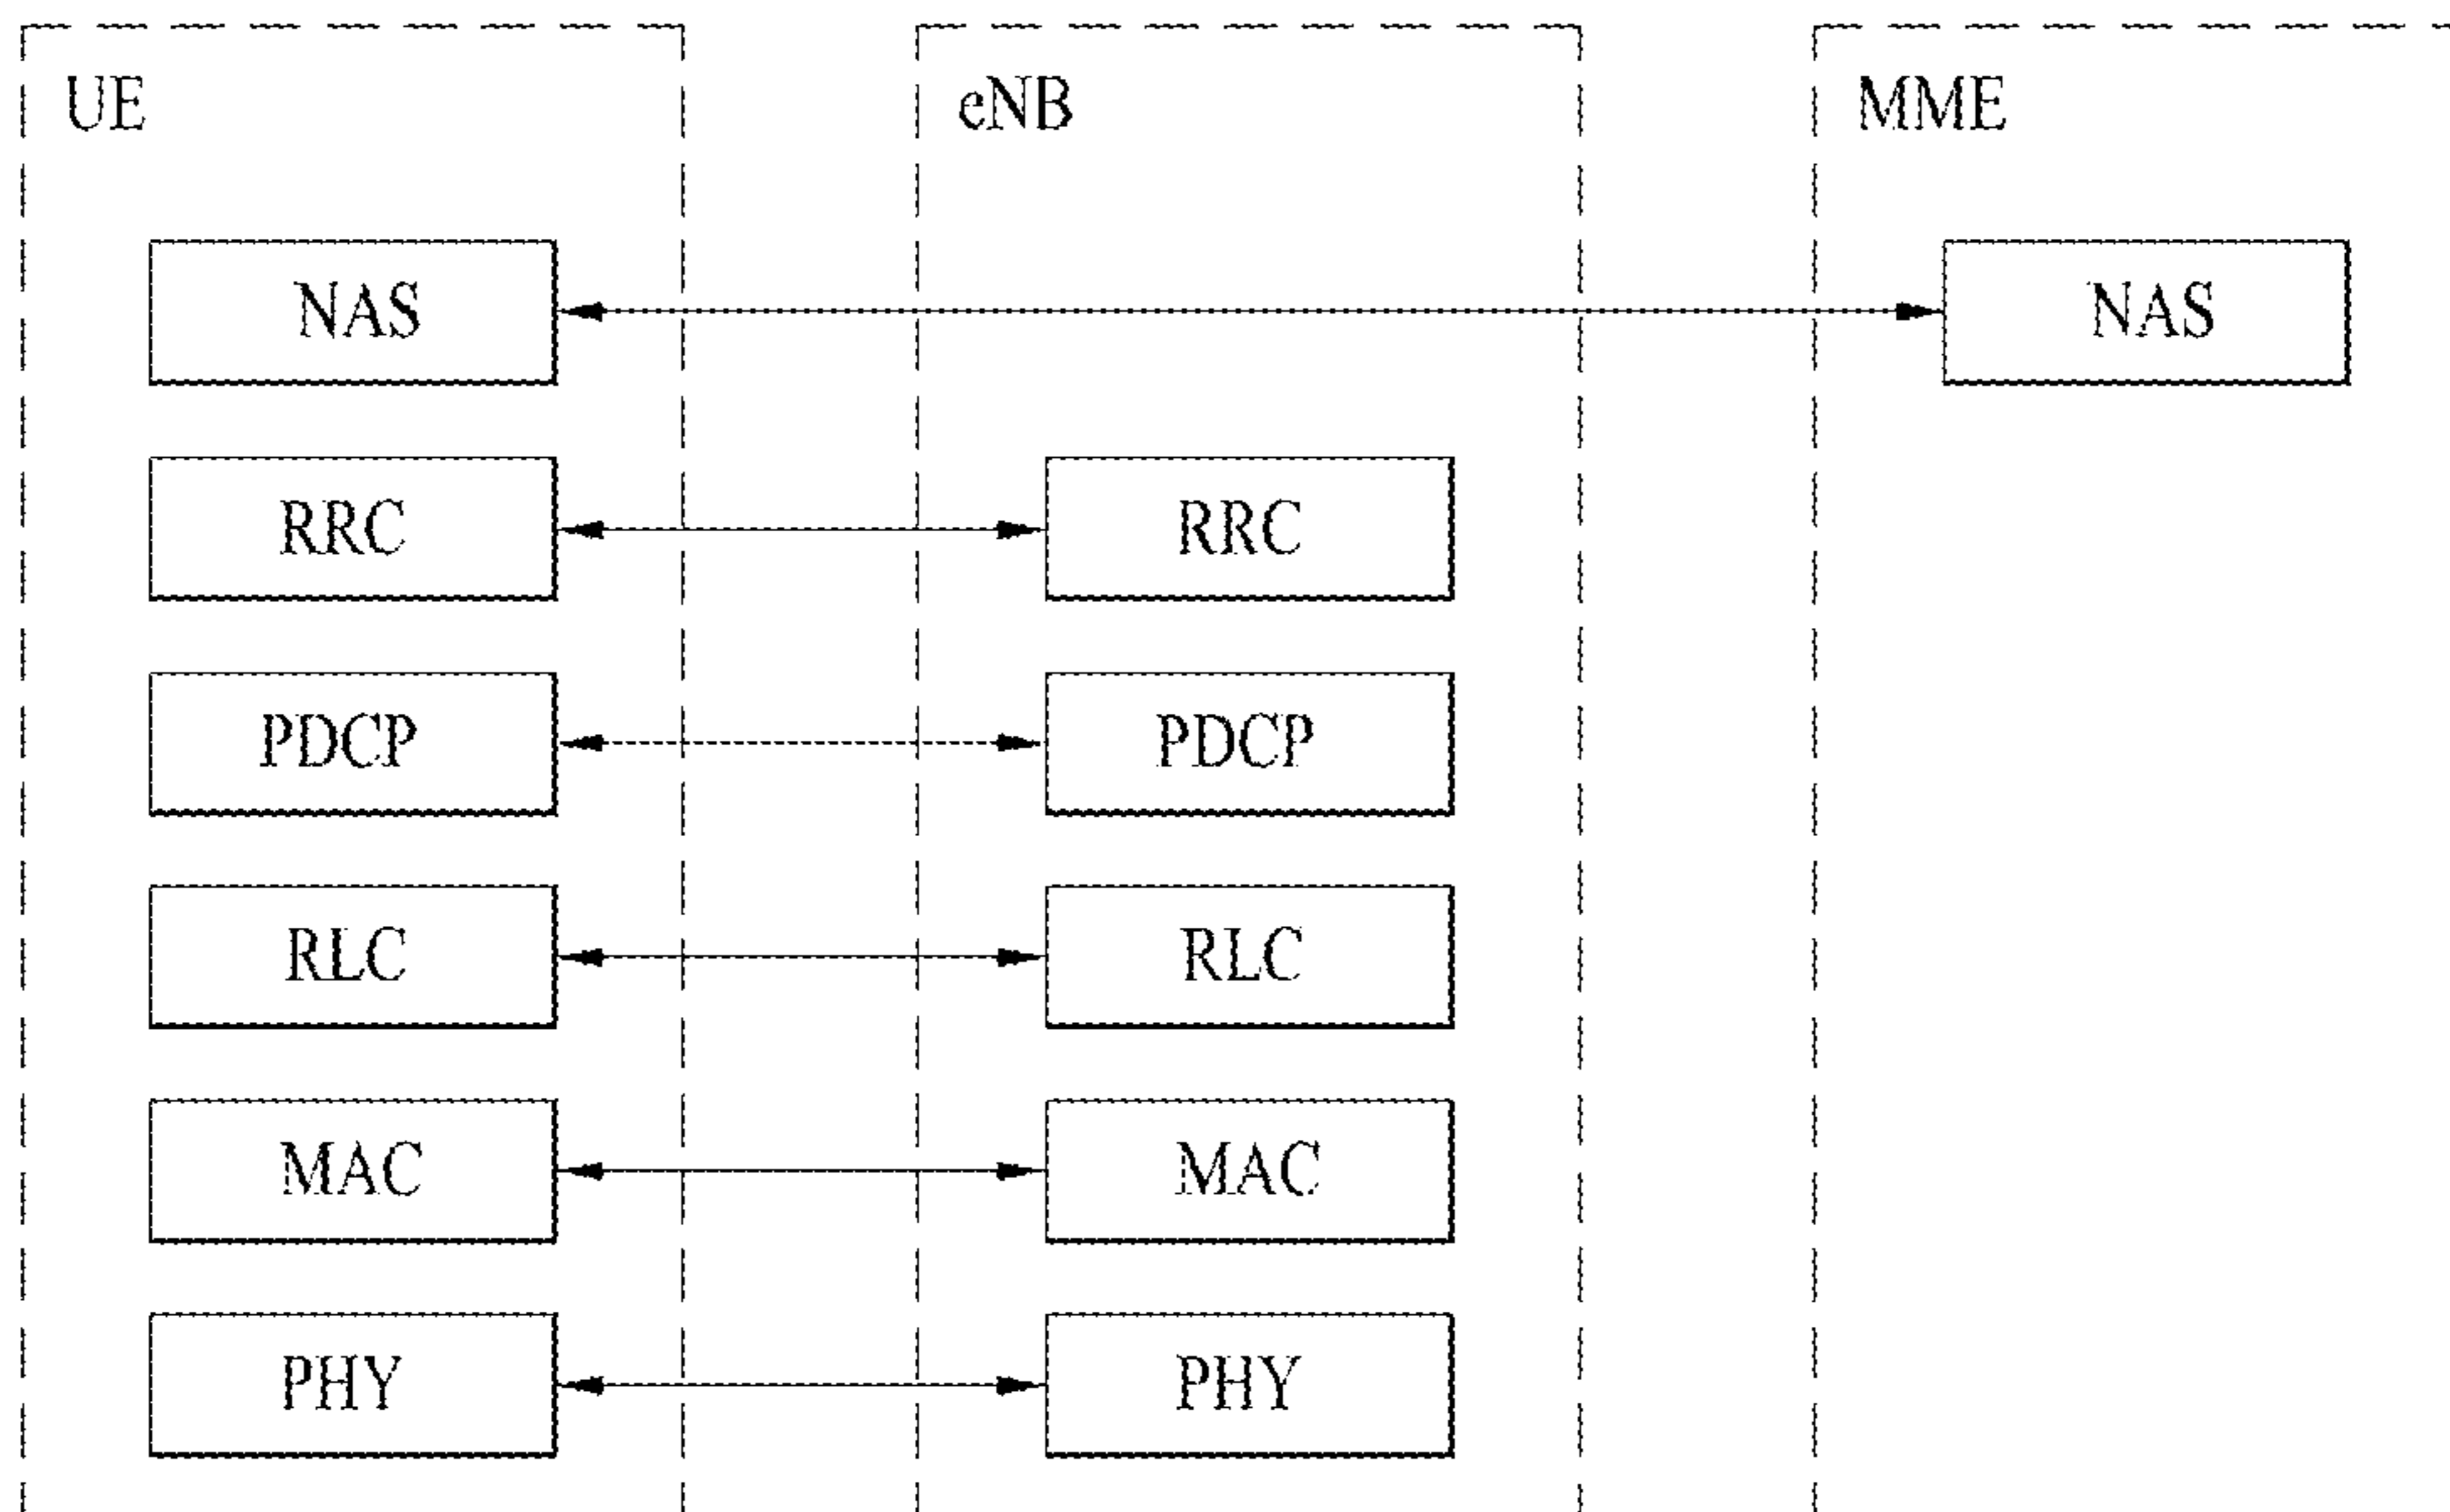 UE eNB MME
NAS NAS
RRC RRC
PDCP PDCP
RLC RLC
MAC MAC
PHY PHY